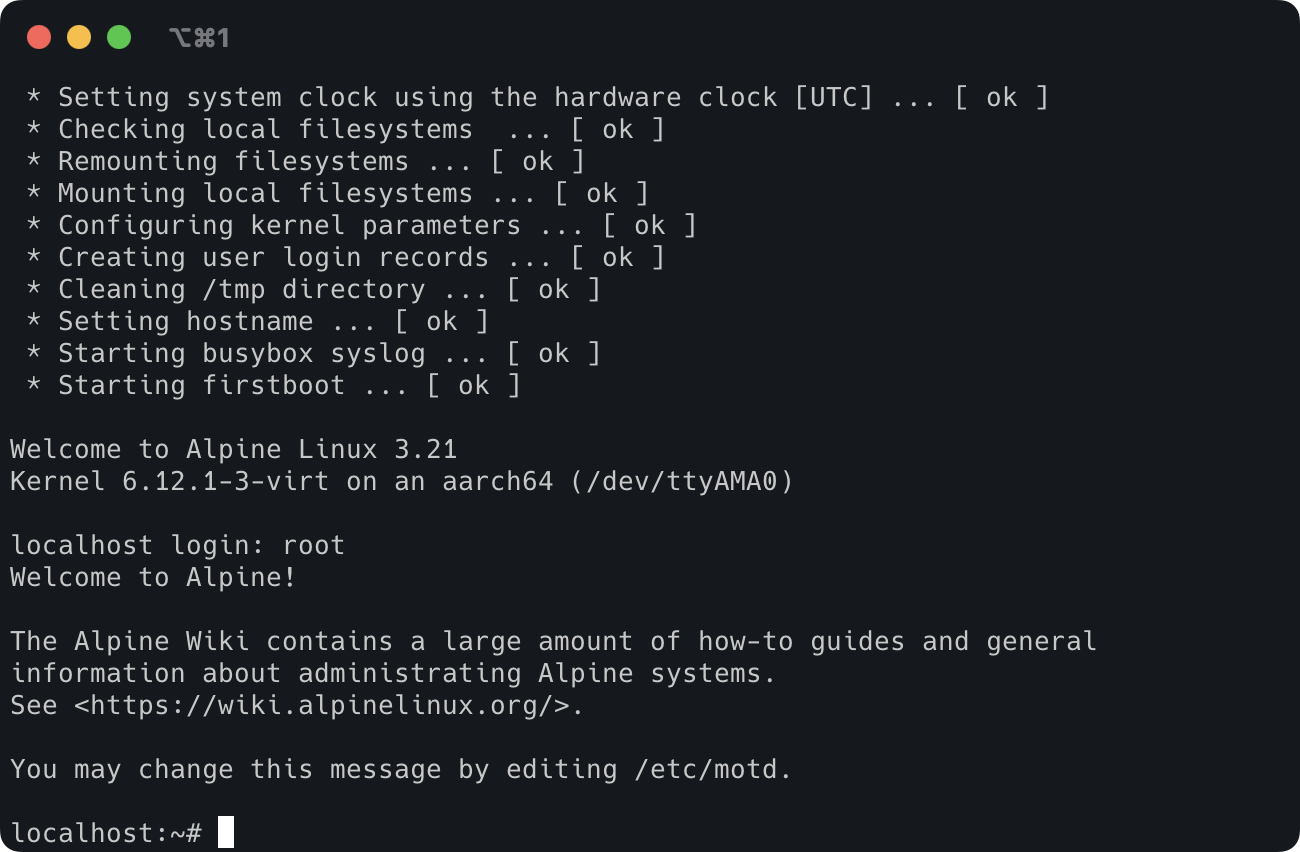 ⌥⌘1
* Setting system clock using the hardware clock [UTC] ... [ ok ]
* Checking local filesystems  ... [ ok ]
* Remounting filesystems ... [ ok ]
* Mounting local filesystems ... [ ok ]
* Configuring kernel parameters ... [ ok ]
* Creating user login records ... [ ok ]
* Cleaning /tmp directory ... [ ok ]
* Setting hostname ... [ ok ]
* Starting busybox syslog ... [ ok ]
* Starting firstboot ... [ ok ]

Welcome to Alpine Linux 3.21
Kernel 6.12.1-3-virt on an aarch64 (/dev/ttyAMA0)

localhost login: root
Welcome to Alpine!

The Alpine Wiki contains a large amount of how-to guides and general
information about administrating Alpine systems.
See <https://wiki.alpinelinux.org/>.

You may change this message by editing /etc/motd.

localhost:~#